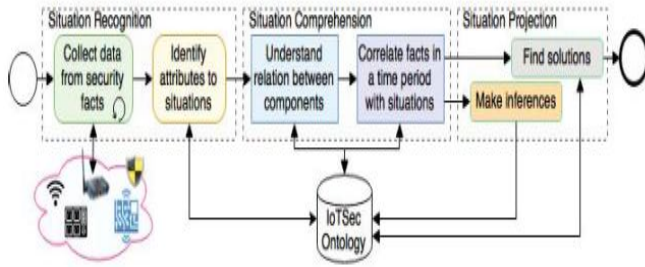 Situation Recognition
Collect data
from security
facts
Identify
attributes to
situations
Situation Comprehension
Understand
relation between
components
Correlate facts in
a time period
with situations
Situation Projection
Find solutions
Make inferences
IoTSec
Ontology